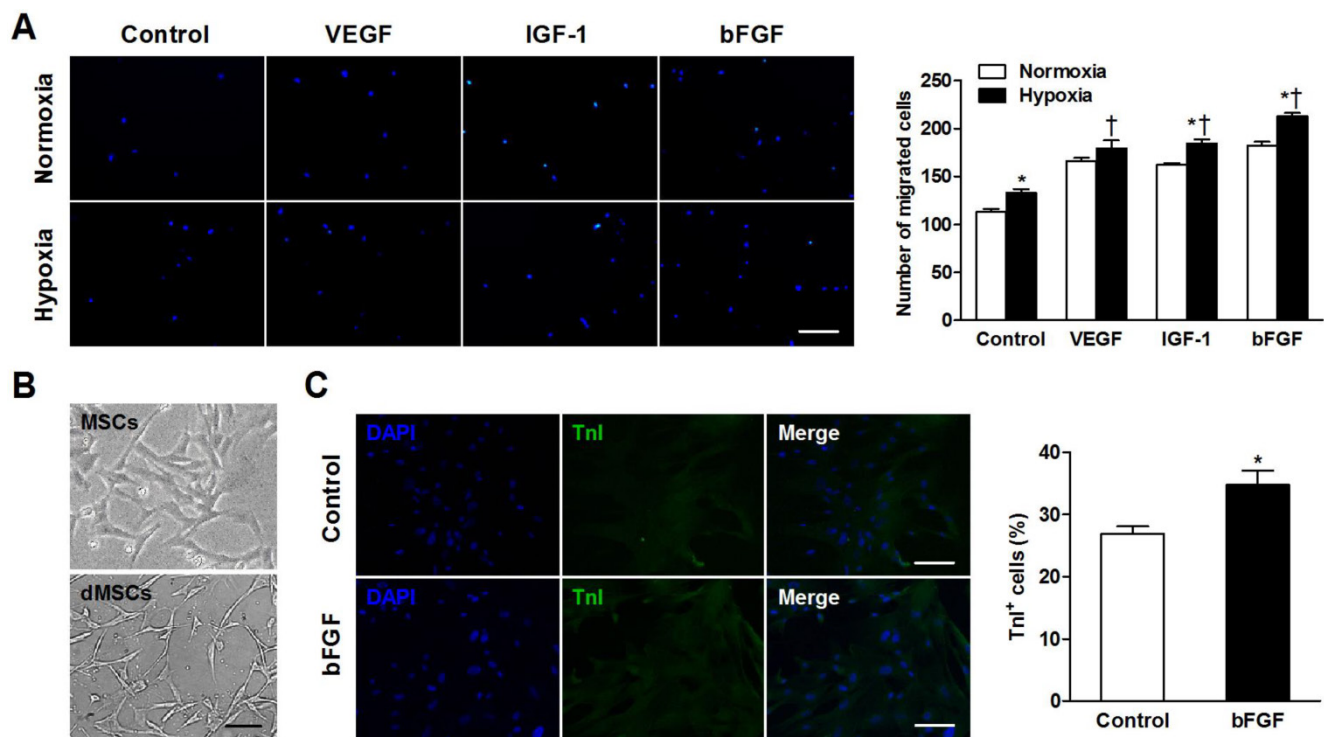 A
Control VEGF IGF-1 bFGF
Normoxia
Hypoxia
Normoxia
Hypoxia
Number of migrated cells
250
200
150
100
50
0
*
†
*†
*†
Control VEGF IGF-1 bFGF
B
MSCs
dMSCs
C
Control
DAPI TnI Merge
bFGF
DAPI TnI Merge
TnI⁺ cells (%)
40
30
20
10
0
*
Control bFGF